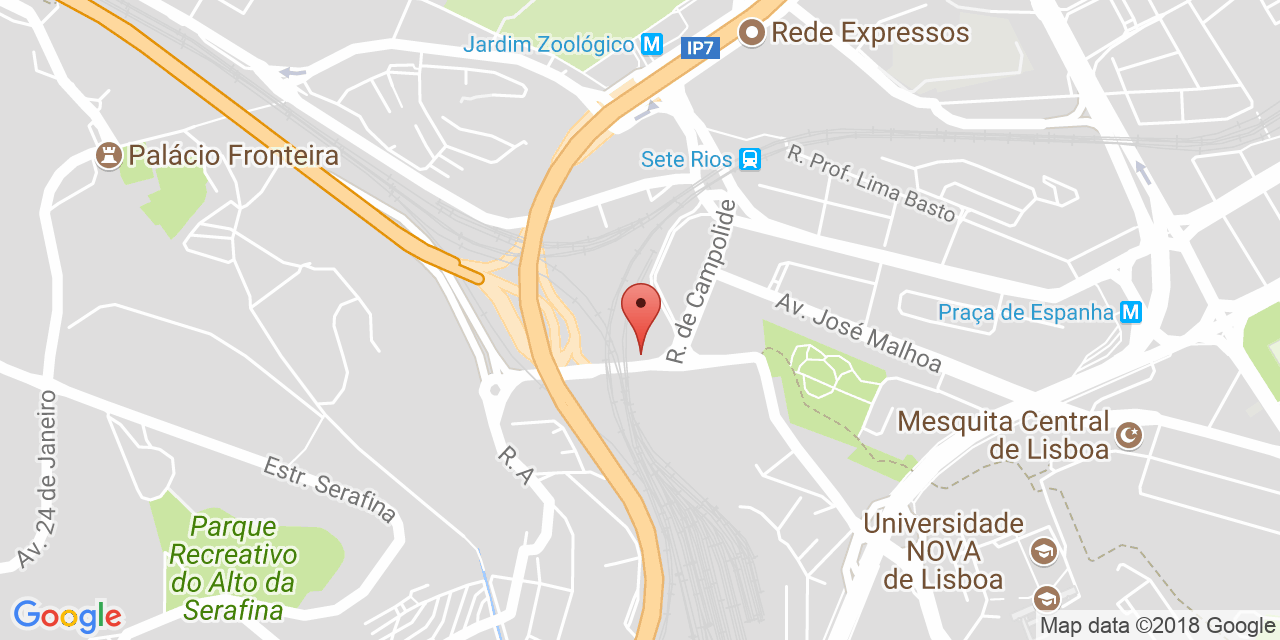 Jardim Zoológico M
IP7
Rede Expressos
Palácio Fronteira
Sete Rios
R. Prof. Lima Basto
R. de Campolide
Av. José Malhoa
Praça de Espanha M
Mesquita Central
de Lisboa
Av. 24 de Janeiro
Estr. Serafina
R. A
Parque
Recreativo
do Alto da
Serafina
Universidade
NOVA
de Lisboa
Google
Map data ©2018 Google